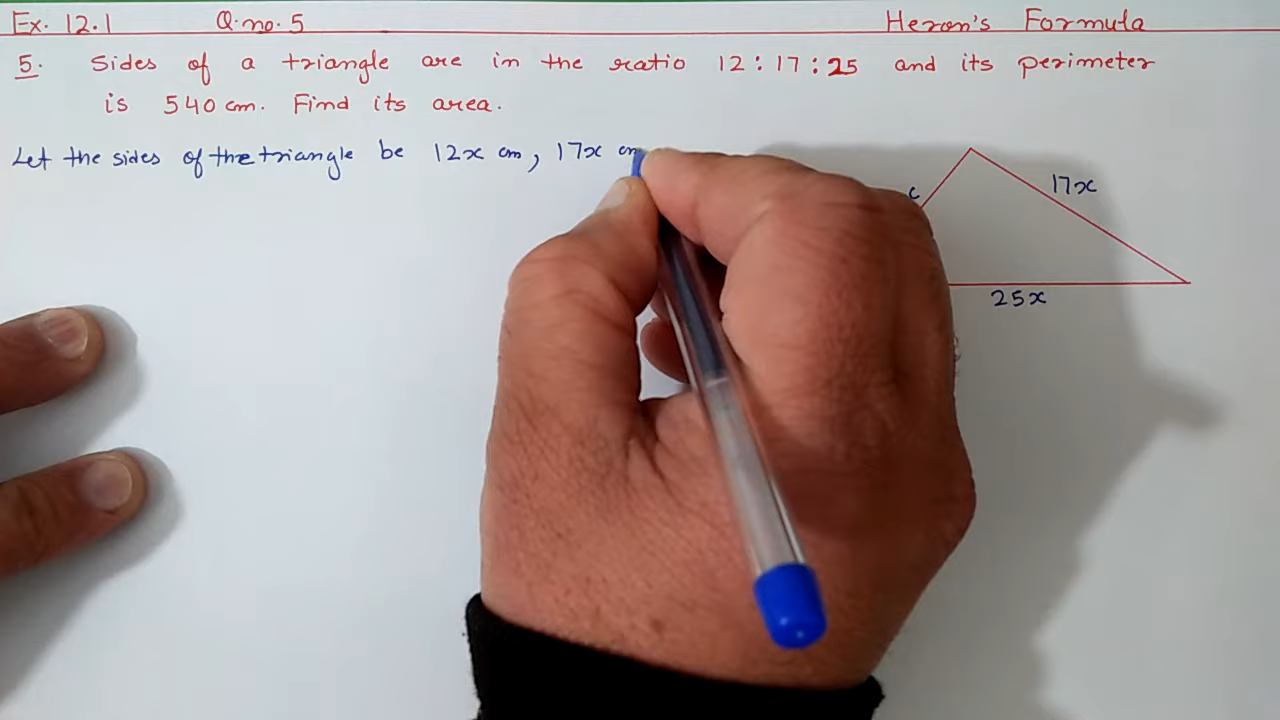 Ex. 12.1 Q.no. 5 Heron's Formula
5. Sides of a triangle are in the ratio 12:17:25 and its perimeter
is 540 cm. Find its area.
Let the sides of the triangle be 12x cm, 17x cm
17x
25x